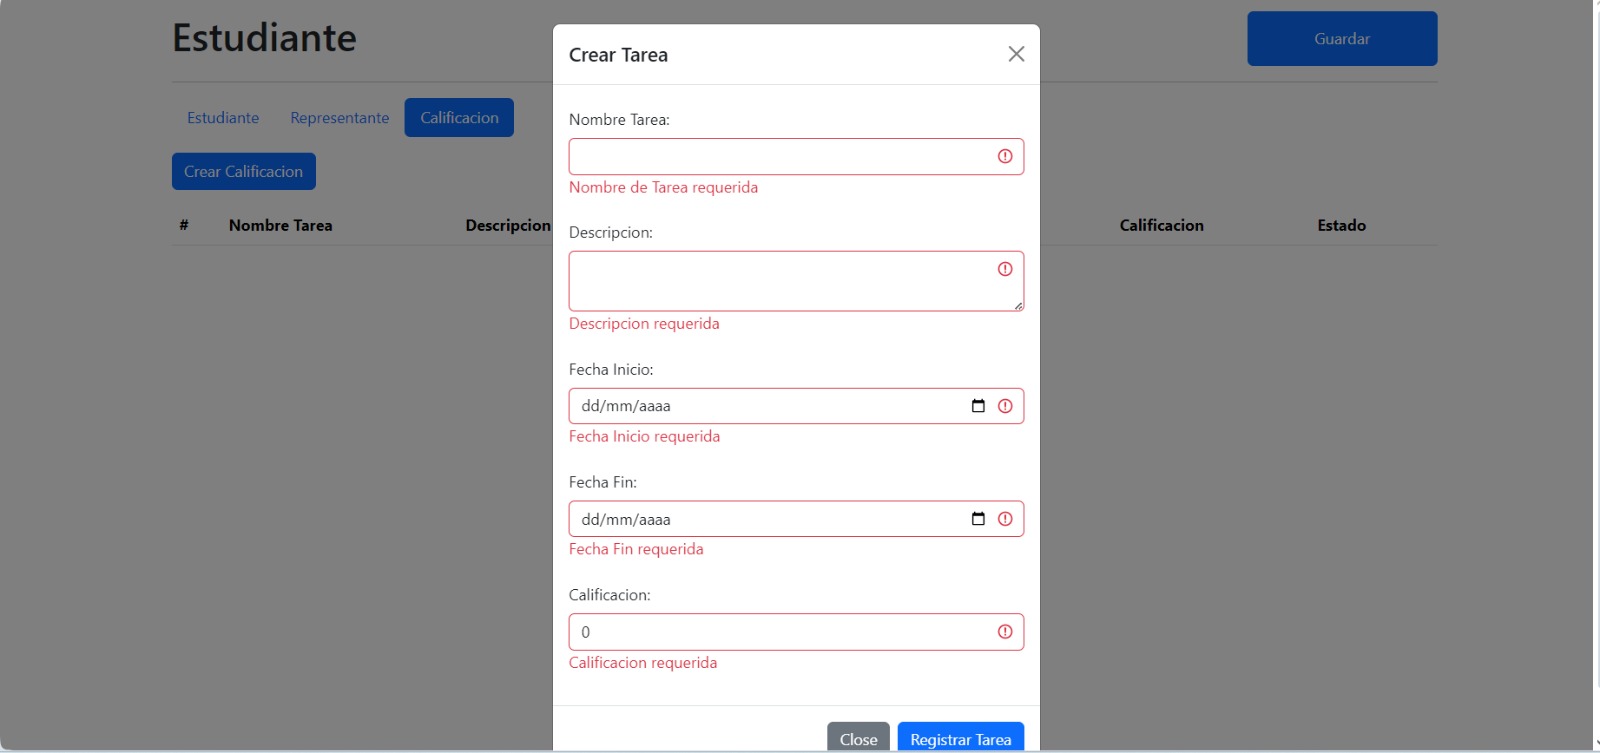 Estudiante
Guardar
Estudiante Representante Calificacion
Crear Calificacion
# Nombre Tarea Descripcion Calificacion Estado
Crear Tarea
Nombre Tarea:
Nombre de Tarea requerida
Descripcion:
Descripcion requerida
Fecha Inicio:
dd/mm/aaaa
Fecha Inicio requerida
Fecha Fin:
dd/mm/aaaa
Fecha Fin requerida
Calificacion:
0
Calificacion requerida
Close Registrar Tarea